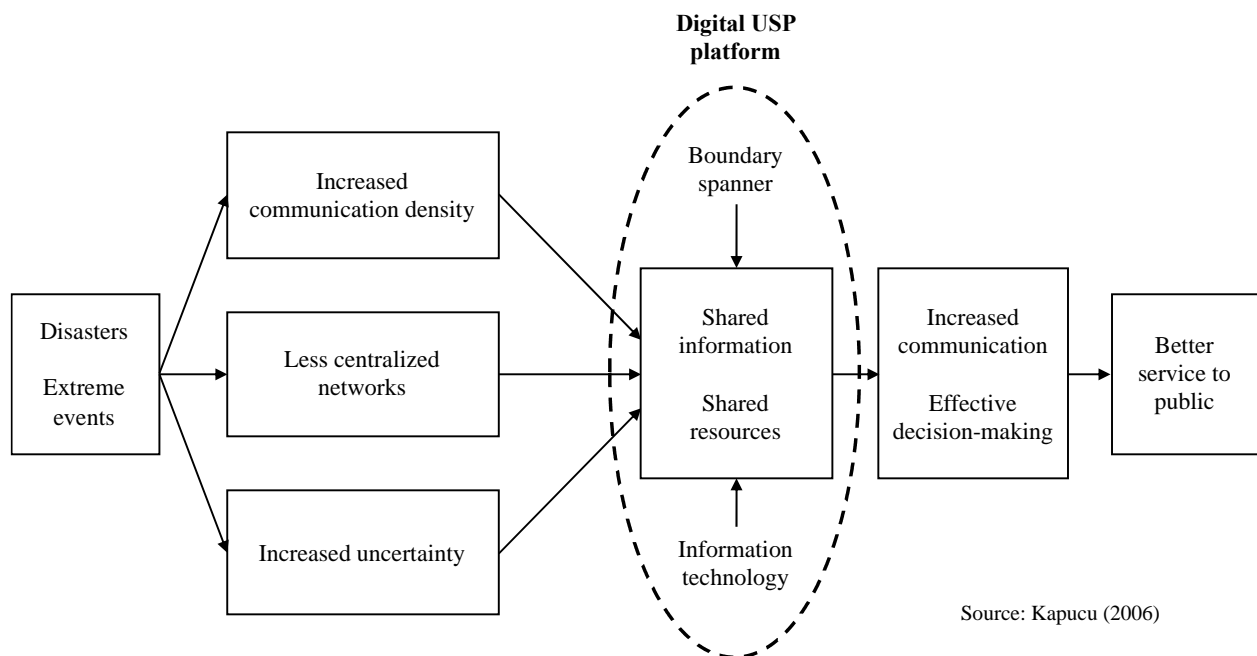 Digital USP
platform
Boundary
spanner
Increased
communication density
Disasters
Extreme
events
Less centralized
networks
Shared
information
Shared
resources
Increased
communication
Effective
decision-making
Better
service to
public
Increased uncertainty
Information
technology
Source: Kapucu (2006)